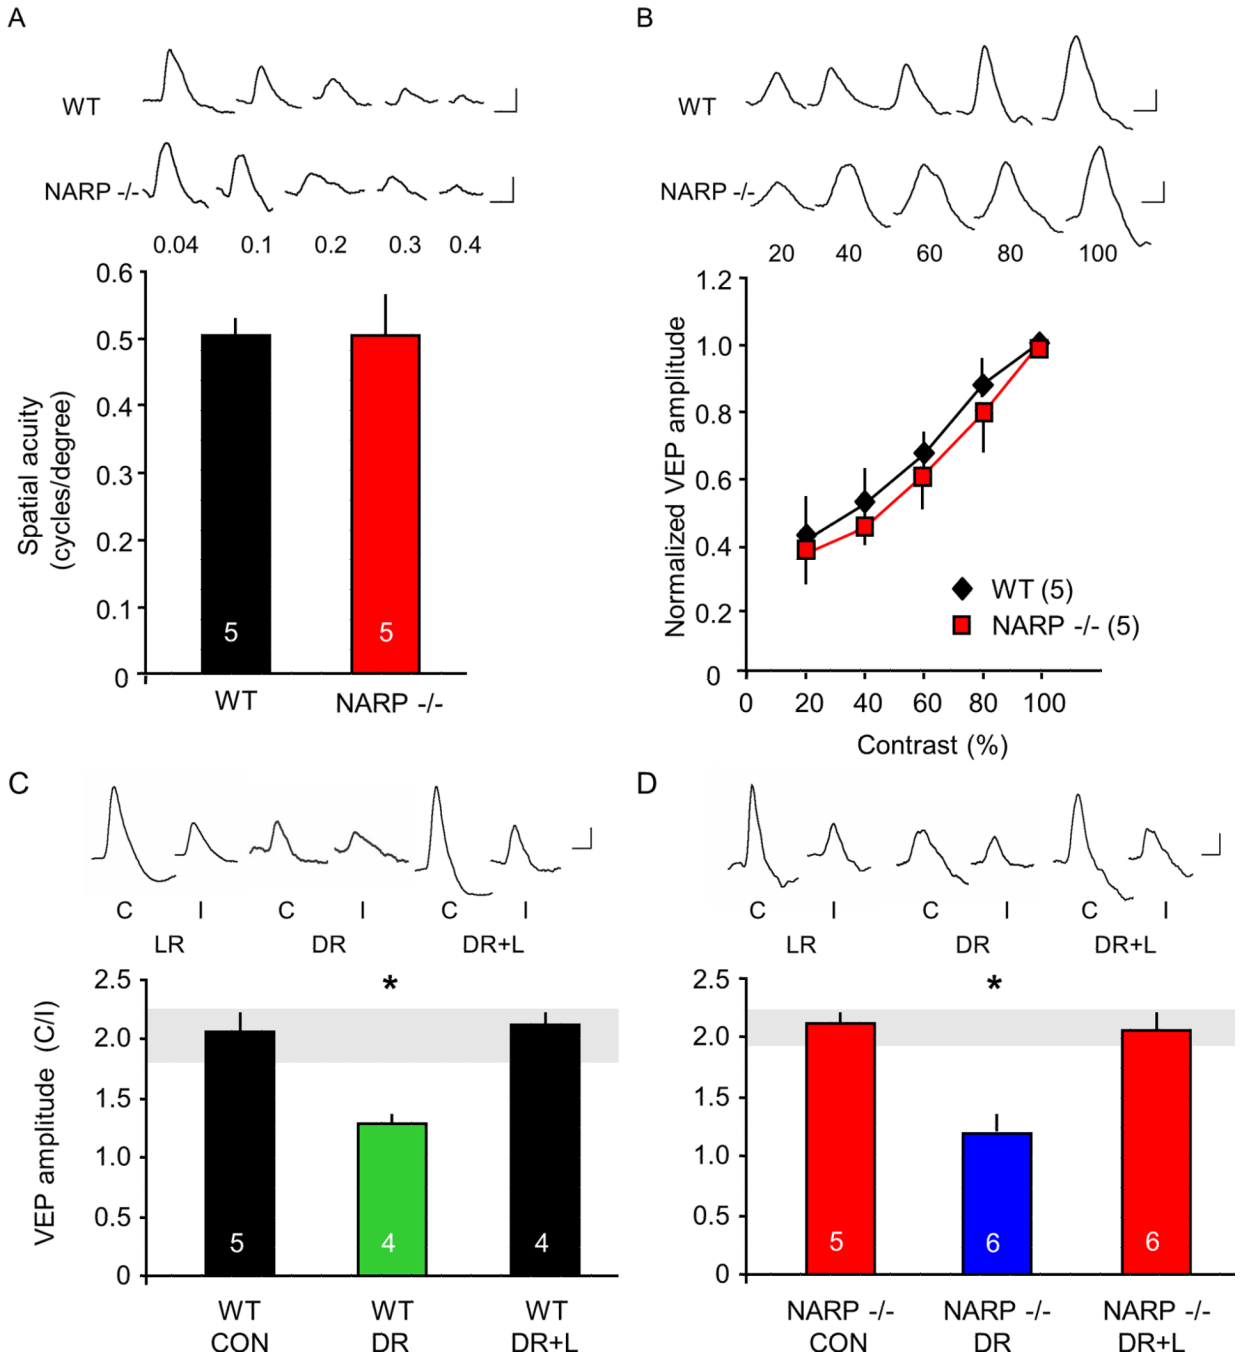 A
WT
NARP -/-
0.04 0.1 0.2 0.3 0.4
0.6
0.5
0.4
0.3
0.2
0.1
0
Spatial acuity
(cycles/degree)
5 5
WT NARP -/-
B
WT
NARP -/-
20 40 60 80 100
1.2
1.0
0.8
0.6
0.4
0.2
0
Normalized VEP amplitude
WT (5)
NARP -/- (5)
0 20 40 60 80 100
Contrast (%)
C
C I C I C I
LR DR DR+L
2.5
2.0
1.5
1.0
0.5
0
VEP amplitude (C/I)
*
5 4 4
WT WT WT
CON DR DR+L
D
C I C I C I
LR DR DR+L
2.5
2.0
1.5
1.0
0.5
0
*
5 6 6
NARP -/- NARP -/- NARP -/-
CON DR DR+L